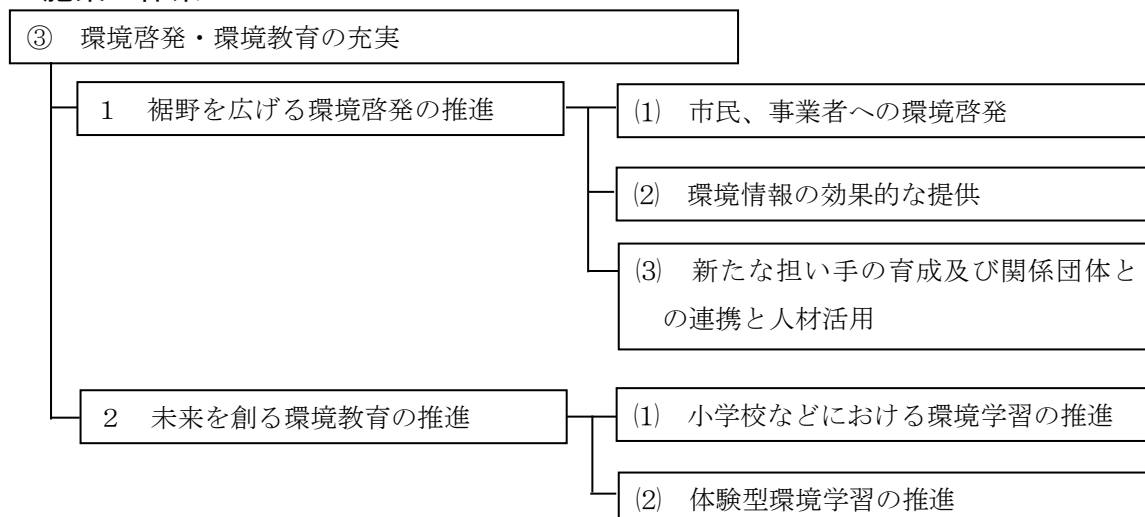 ③ 環境啓発・環境教育の充実
1 裾野を広げる環境啓発の推進
⑴ 市民、事業者への環境啓発
⑵ 環境情報の効果的な提供
⑶ 新たな担い手の育成及び関係団体と
の連携と人材活用
2 未来を創る環境教育の推進
⑴ 小学校などにおける環境学習の推進
⑵ 体験型環境学習の推進